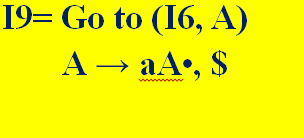 I9= Go to (I6, A)
A → aA•, $